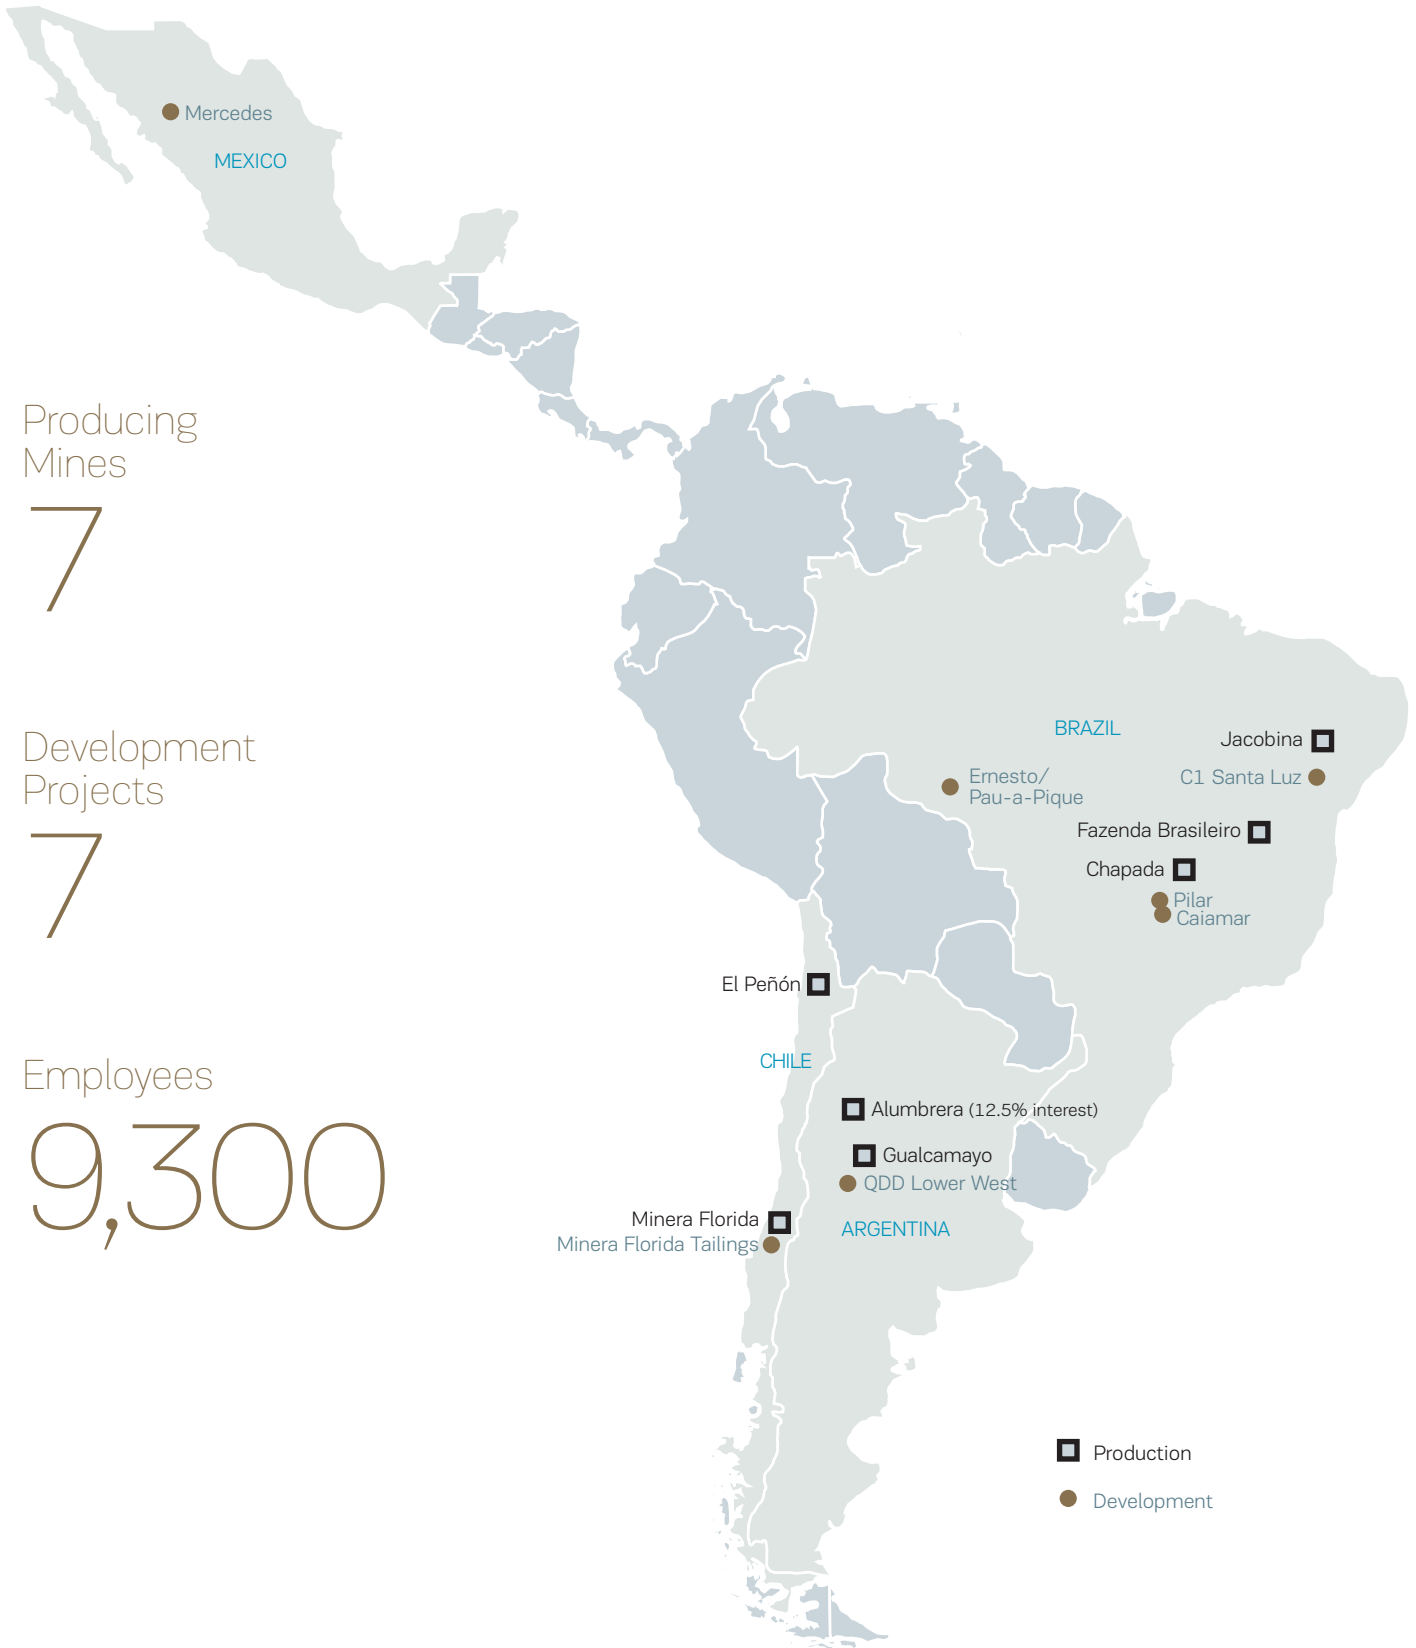 Mercedes
MEXICO
Producing
Mines
7
Development
Projects
7
Employees
9,300
BRAZIL
Jacobina
Ernesto/
Pau-a-Pique
C1 Santa Luz
Fazenda Brasileiro
Chapada
Pilar
Caiamar
El Peñón
CHILE
Alumbrera (12.5% interest)
Gualcamayo
QDD Lower West
Minera Florida
ARGENTINA
Minera Florida Tailings
Production
Development